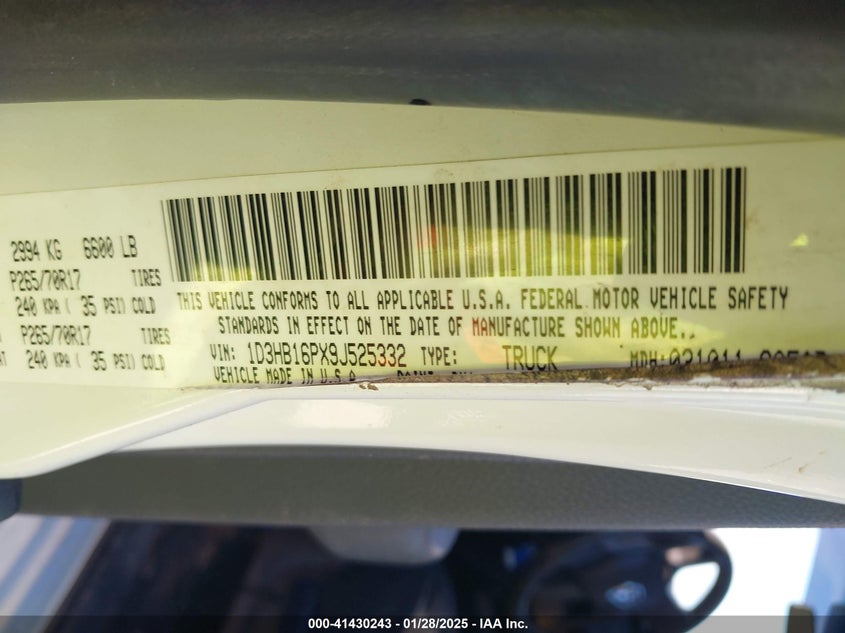 2994 KG 6600 LB
P265/70R17 TIRES
240 KPA ( 35 PSI) COLD
P265/70R17 TIRES
240 KPA ( 35 PSI) COLD
THIS VEHICLE CONFORMS TO ALL APPLICABLE U.S.A. FEDERAL MOTOR VEHICLE SAFETY
STANDARDS IN EFFECT ON THE DATE OF MANUFACTURE SHOWN ABOVE.
VIN: 1D3HB16PX9J525332 TYPE: TRUCK MDH:
VEHICLE MADE IN U.S.A.
000-41430243 | 01/28/2025 - IAA Inc.